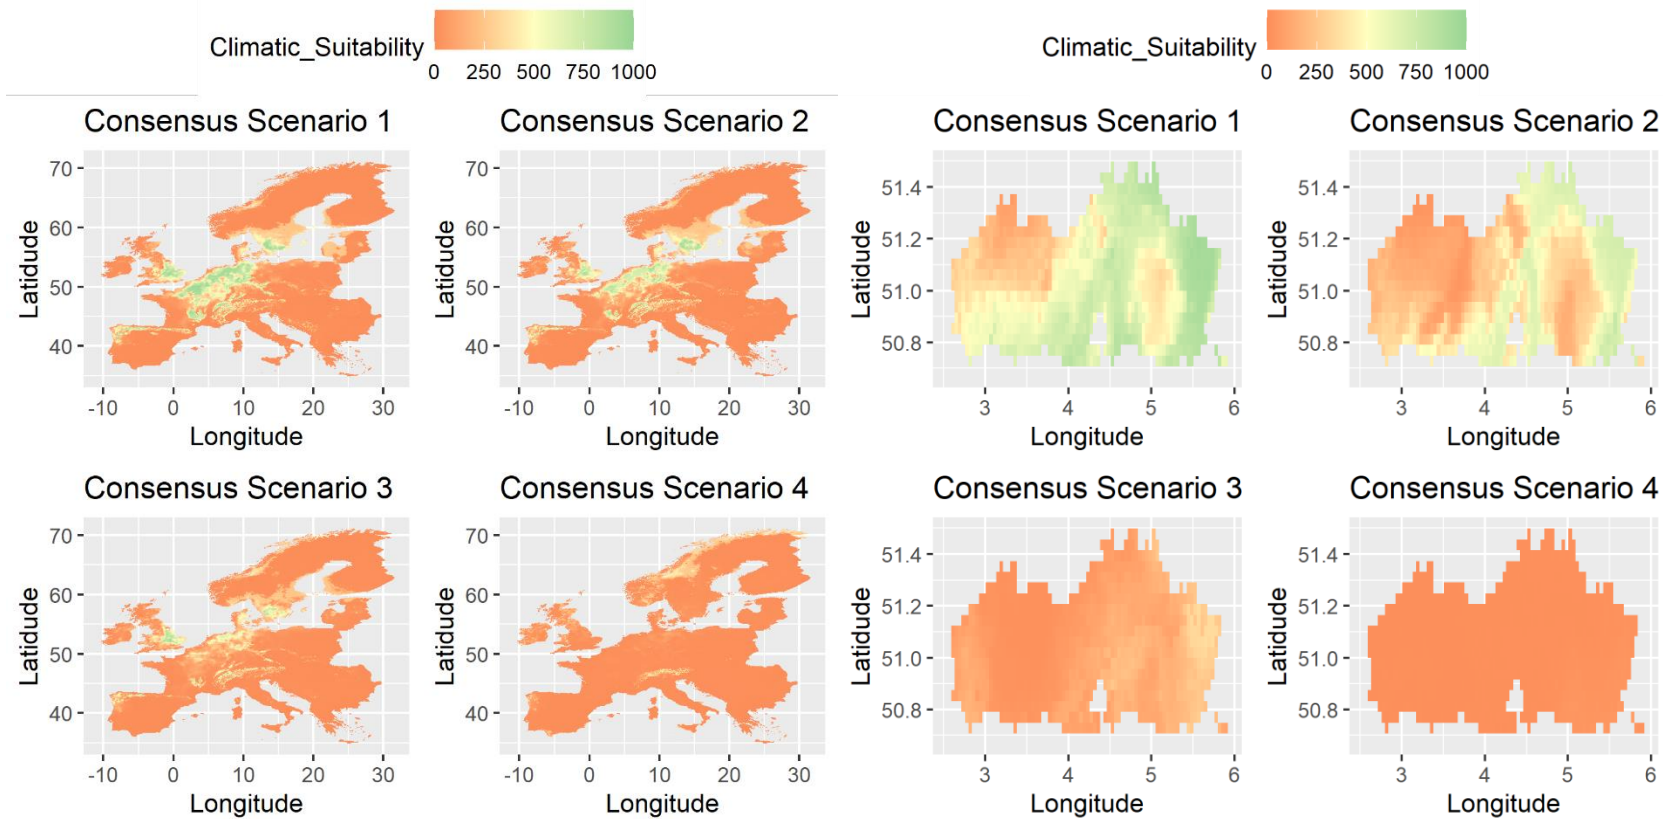 Climatic_Suitability
0 250 500 750 1000
Climatic_Suitability
0 250 500 750 1000
Consensus Scenario 1
70
60
50
40
Latidude
-10 0 10 20 30
Longitude
Consensus Scenario 2
70
60
50
40
Latidude
-10 0 10 20 30
Longitude
Consensus Scenario 1
51.4
51.2
51.0
50.8
Latidude
3 4 5 6
Longitude
Consensus Scenario 2
51.4
51.2
51.0
50.8
Latidude
3 4 5 6
Longitude
Consensus Scenario 3
70
60
50
40
Latidude
-10 0 10 20 30
Longitude
Consensus Scenario 4
70
60
50
40
Latidude
-10 0 10 20 30
Longitude
Consensus Scenario 3
51.4
51.2
51.0
50.8
Latidude
3 4 5 6
Longitude
Consensus Scenario 4
51.4
51.2
51.0
50.8
Latidude
3 4 5 6
Longitude